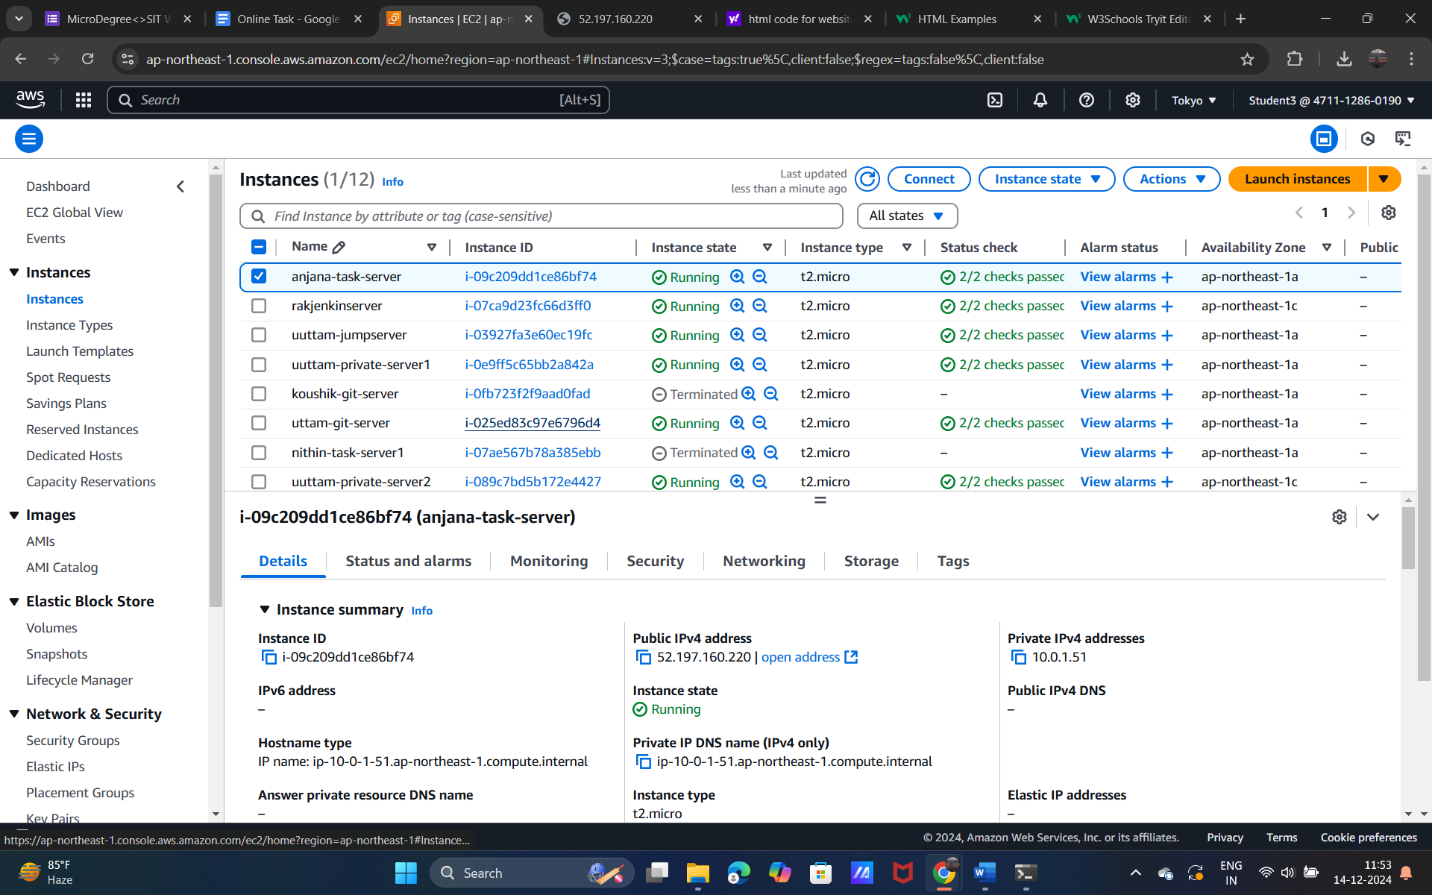 MicroDegree<>SIT W
Online Task - Google
Instances | EC2 | ap-n
52.197.160.220
html code for websit
HTML Examples
W3Schools Tryit Edit
ap-northeast-1.console.aws.amazon.com/ec2/home?region=ap-northeast-1#Instances:v=3;$case=tags:true%5C,client:false;$regex=tags:false%5C,client:false
aws
Search
[Alt+S]
Tokyo
Student3 @ 4711-1286-0190
Dashboard
EC2 Global View
Events
Instances
Instances
Instance Types
Launch Templates
Spot Requests
Savings Plans
Reserved Instances
Dedicated Hosts
Capacity Reservations
Images
AMIs
AMI Catalog
Elastic Block Store
Volumes
Snapshots
Lifecycle Manager
Network & Security
Security Groups
Elastic IPs
Placement Groups
Key Pairs
Instances (1/12) Info
Last updated
less than a minute ago
Connect
Instance state
Actions
Launch instances
Find Instance by attribute or tag (case-sensitive)
All states
1
Name Instance ID Instance state Instance type Status check Alarm status Availability Zone Public
anjana-task-server i-09c209dd1ce86bf74 Running t2.micro 2/2 checks passec View alarms + ap-northeast-1a –
rakjenkinserver i-07ca9d23fc66d3ff0 Running t2.micro 2/2 checks passec View alarms + ap-northeast-1c –
uuttam-jumpserver i-03927fa3e60ec19fc Running t2.micro 2/2 checks passec View alarms + ap-northeast-1a –
uuttam-private-server1 i-0e9ff5c65bb2a842a Running t2.micro 2/2 checks passec View alarms + ap-northeast-1a –
koushik-git-server i-0fb723f2f9aad0fad Terminated t2.micro – View alarms + ap-northeast-1a –
uttam-git-server i-025ed83c97e6796d4 Running t2.micro 2/2 checks passec View alarms + ap-northeast-1a –
nithin-task-server1 i-07ae567b78a385ebb Terminated t2.micro – View alarms + ap-northeast-1a –
uuttam-private-server2 i-089c7bd5b172e4427 Running t2.micro 2/2 checks passec View alarms + ap-northeast-1c –
i-09c209dd1ce86bf74 (anjana-task-server)
Details Status and alarms Monitoring Security Networking Storage Tags
Instance summary Info
Instance ID
i-09c209dd1ce86bf74
Public IPv4 address
52.197.160.220 | open address
Private IPv4 addresses
10.0.1.51
IPv6 address
–
Instance state
Running
Public IPv4 DNS
–
Hostname type
IP name: ip-10-0-1-51.ap-northeast-1.compute.internal
Private IP DNS name (IPv4 only)
ip-10-0-1-51.ap-northeast-1.compute.internal
Answer private resource DNS name
–
Instance type
t2.micro
Elastic IP addresses
–
https://ap-northeast-1.console.aws.amazon.com/ec2/home?region=ap-northeast-1#Instance...
© 2024, Amazon Web Services, Inc. or its affiliates.
Privacy
Terms
Cookie preferences
85°F
Haze
Search
ENG
IN
11:53
14-12-2024